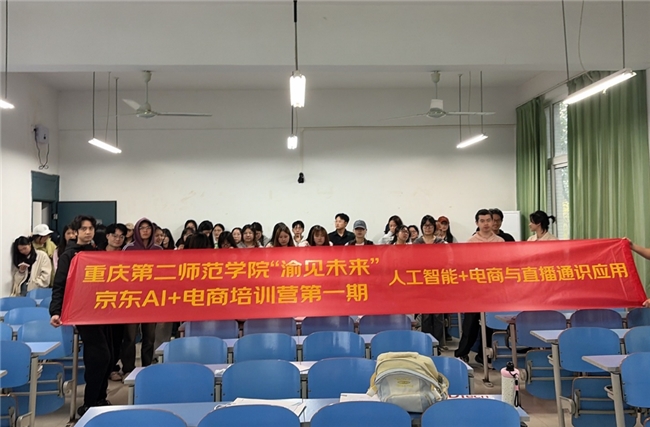 重庆第二师范学院“渝见未来”
京东AI+电商培训营第一期
人工智能+电商与直播通识应用